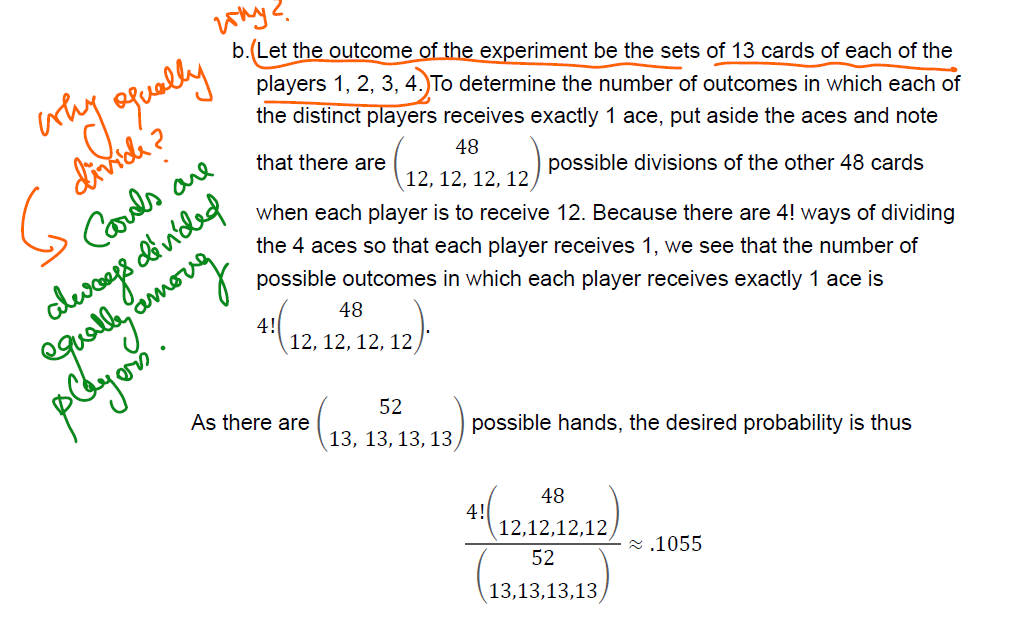 why?
b. (Let the outcome of the experiment be the sets of 13 cards of each of the
players 1, 2, 3, 4.) To determine the number of outcomes in which each of
the distinct players receives exactly 1 ace, put aside the aces and note
that there are (48
12, 12, 12, 12) possible divisions of the other 48 cards
when each player is to receive 12. Because there are 4! ways of dividing
the 4 aces so that each player receives 1, we see that the number of
possible outcomes in which each player receives exactly 1 ace is
4!(48
12, 12, 12, 12).
why equally
divide?
Cards are
always divided
equally among
players.
As there are (52
13, 13, 13, 13) possible hands, the desired probability is thus
4!(48
12,12,12,12)
(52
13,13,13,13)
≈ .1055